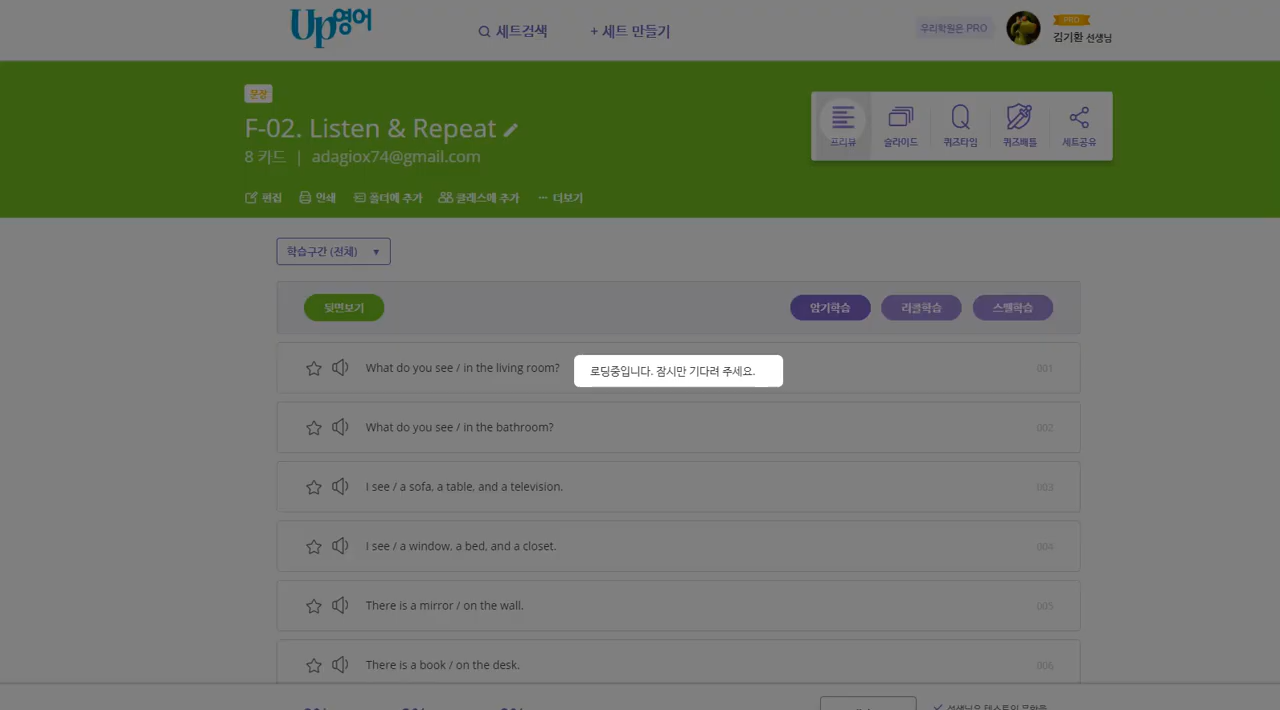 Up영어
세트검색
+ 세트 만들기
우리학원은 PRO
PRO
김기환 선생님
문장
F-02. Listen & Repeat
8 카드 | adagiox74@gmail.com
편집
인쇄
폴더에 추가
클래스에 추가
··· 더보기
프리뷰
슬라이드
퀴즈타임
퀴즈배틀
세트공유
학습구간 (전체) ▼
뒷면보기
암기학습
리콜학습
스펠학습
What do you see / in the living room?
001
로딩중입니다. 잠시만 기다려 주세요.
What do you see / in the bathroom?
002
I see / a sofa, a table, and a television.
003
I see / a window, a bed, and a closet.
004
There is a mirror / on the wall.
005
There is a book / on the desk.
006